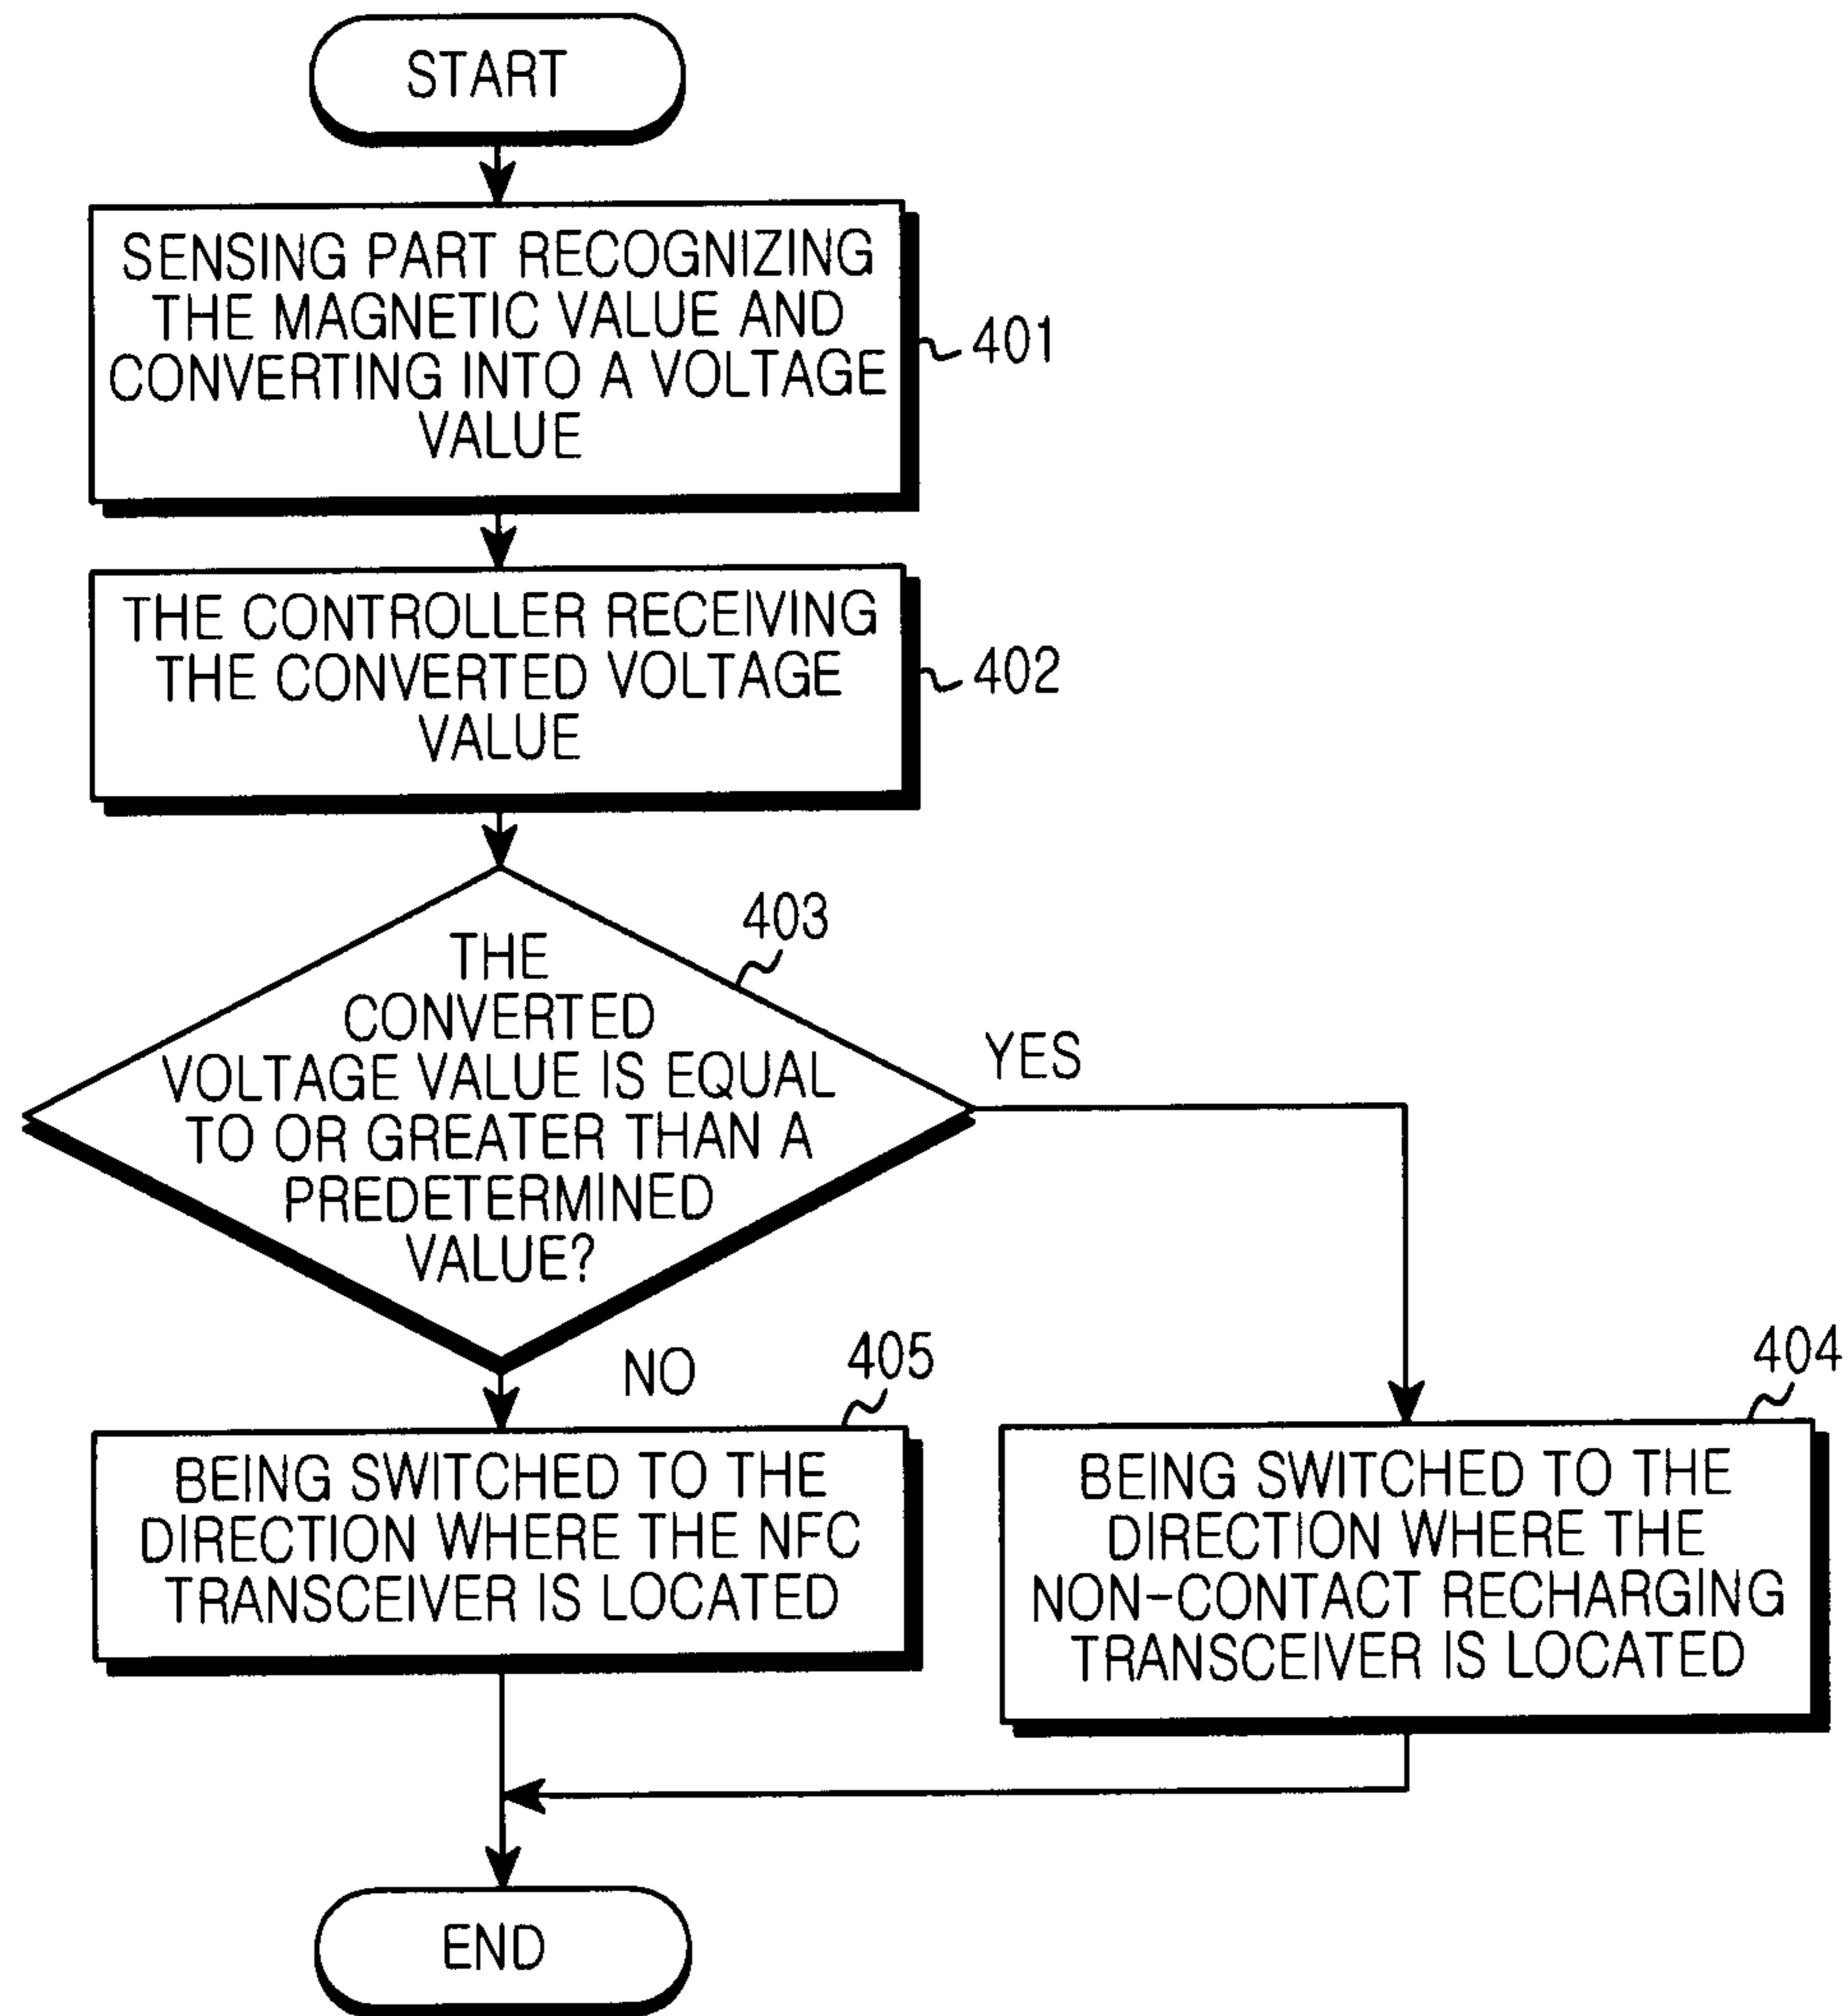 START
SENSING PART RECOGNIZING
THE MAGNETIC VALUE AND
CONVERTING INTO A VOLTAGE
VALUE
401
THE CONTROLLER RECEIVING
THE CONVERTED VOLTAGE
VALUE
402
403
THE
CONVERTED
VOLTAGE VALUE IS EQUAL
TO OR GREATER THAN A
PREDETERMINED
VALUE?
YES
NO
405
BEING SWITCHED TO THE
DIRECTION WHERE THE NFC
TRANSCEIVER IS LOCATED
404
BEING SWITCHED TO THE
DIRECTION WHERE THE
NON-CONTACT RECHARGING
TRANSCEIVER IS LOCATED
END